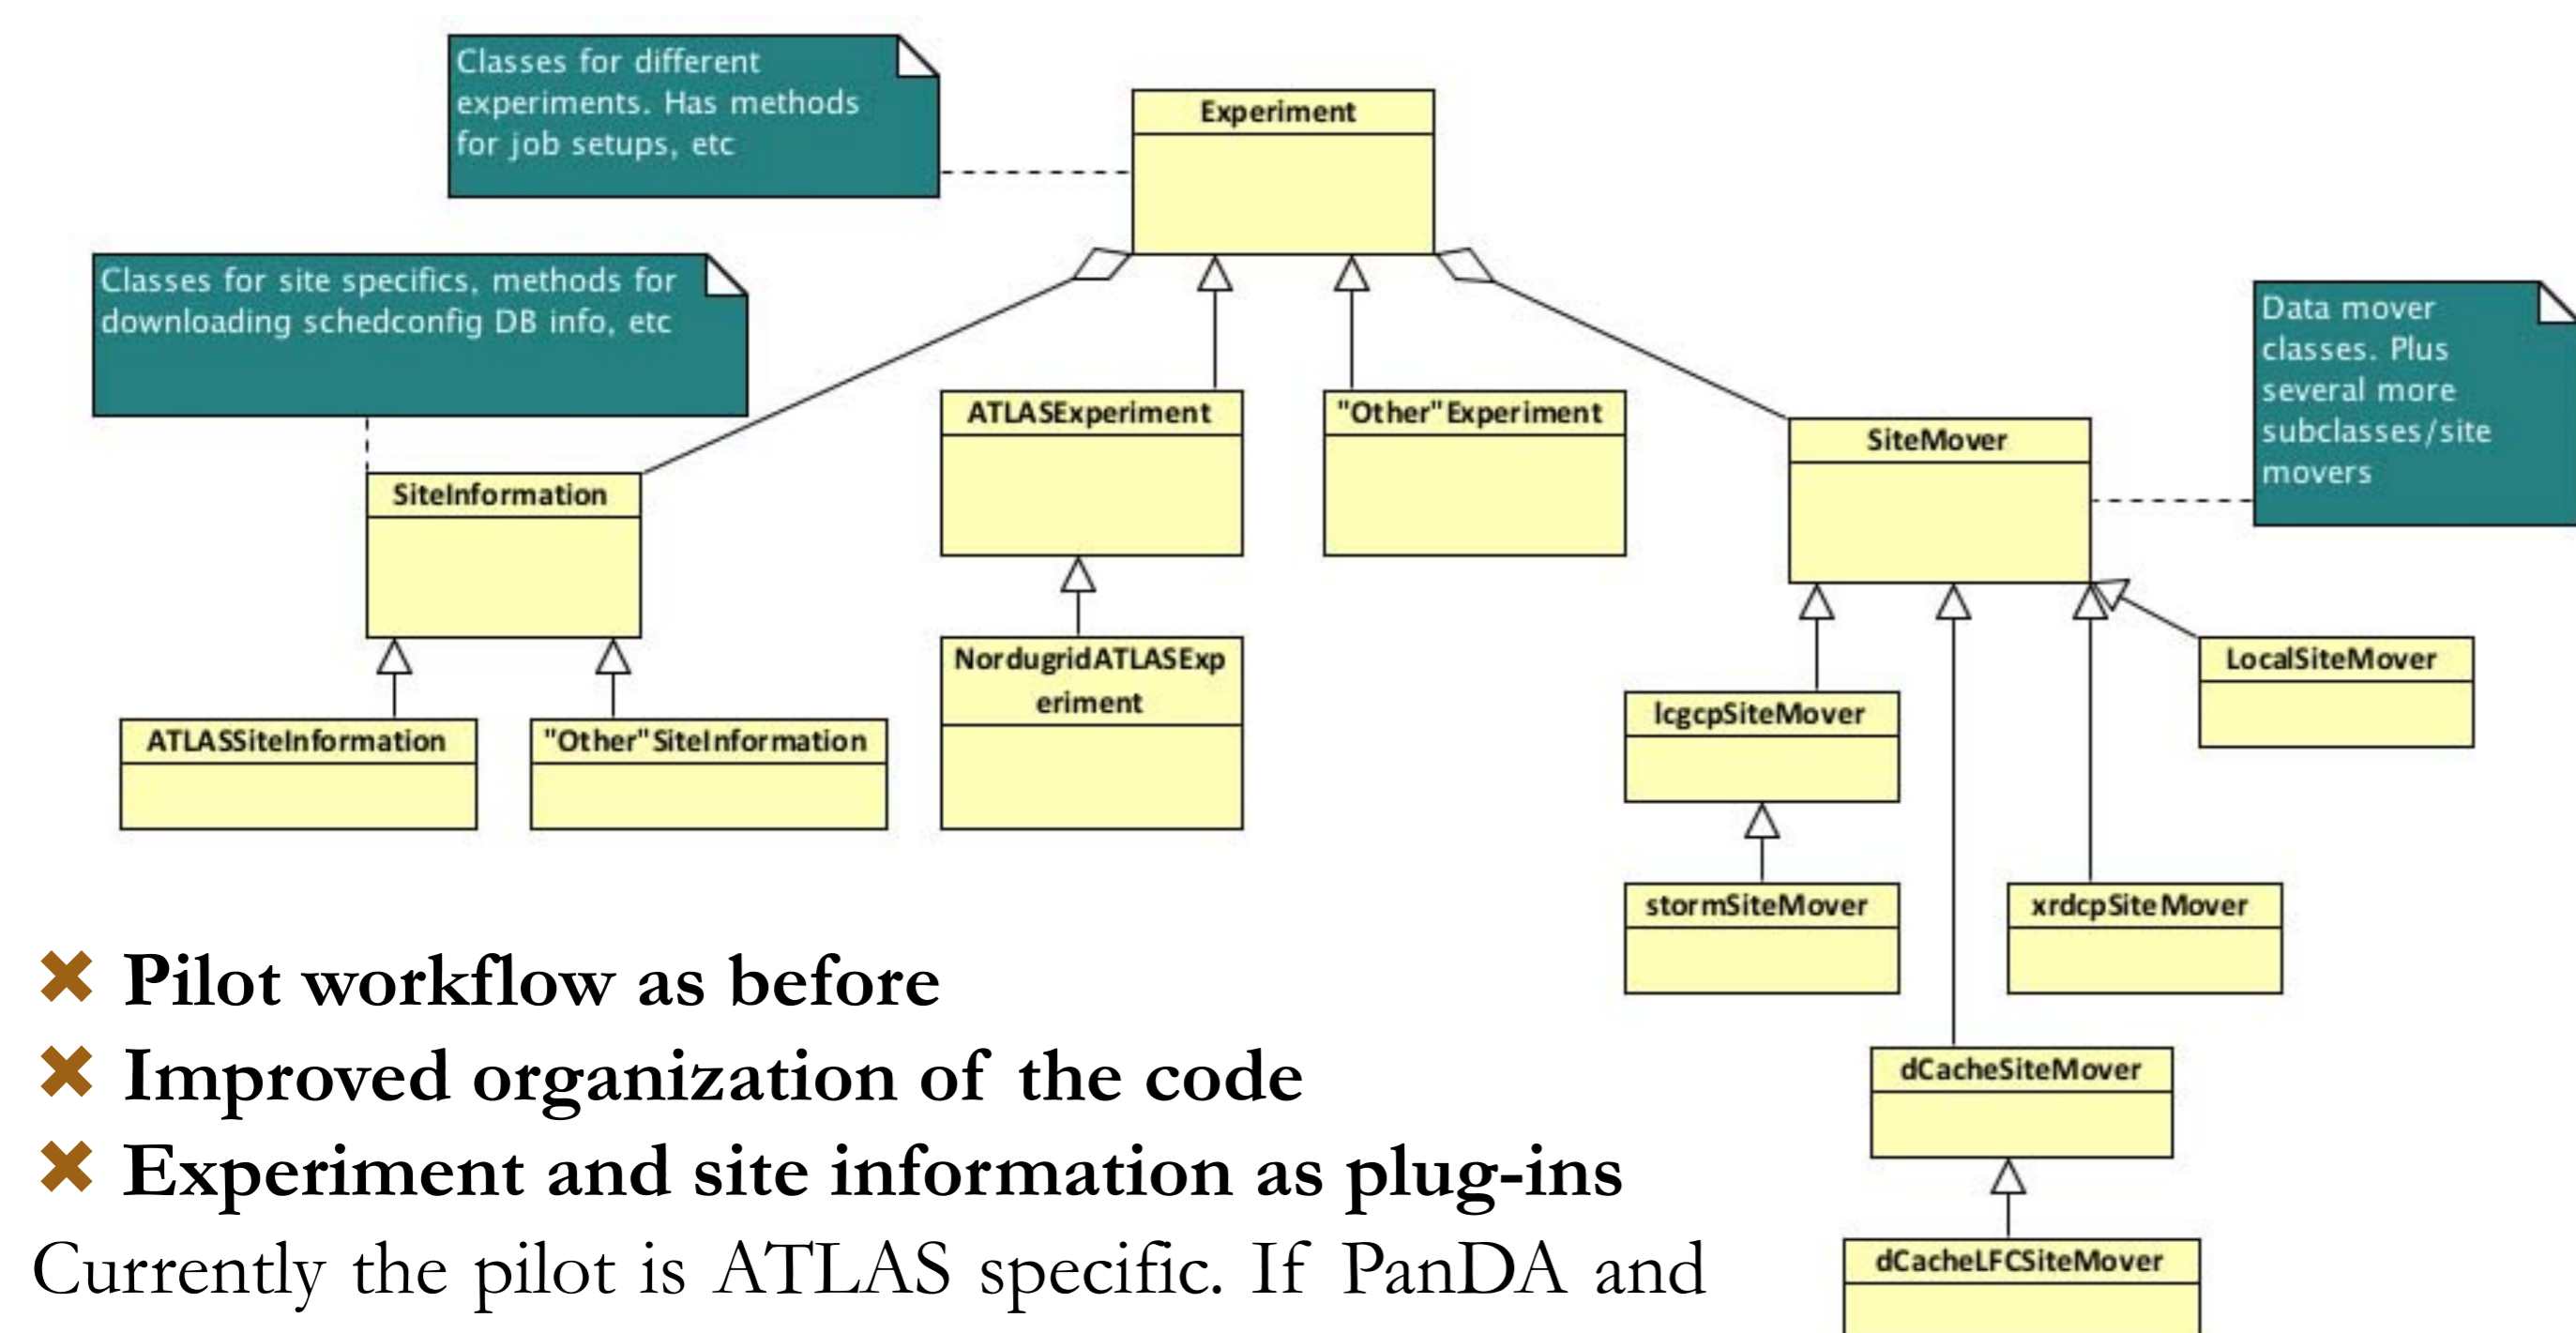 Classes for different
experiments. Has methods
for job setups, etc
Experiment
Classes for site specifics, methods for
downloading schedconfig DB info, etc
Data mover
classes. Plus
several more
subclasses/site
movers
ATLASExperiment
"Other"Experiment
SiteMover
SiteInformation
NordugridATLASExp
eriment
LocalSiteMover
lcgcpSiteMover
ATLASSiteInformation
"Other"SiteInformation
stormSiteMover
xrdcpSiteMover
✖ Pilot workflow as before
✖ Improved organization of the code
dCacheSiteMover
✖ Experiment and site information as plug-ins
Currently the pilot is ATLAS specific. If PanDA and
dCacheLFCSiteMover